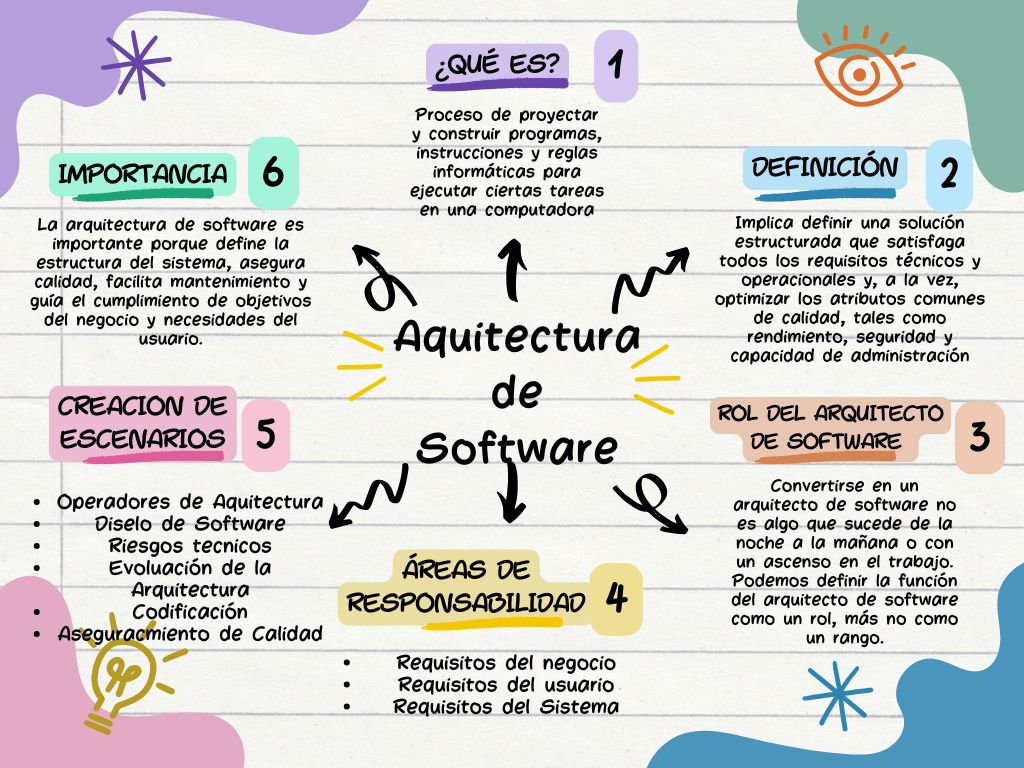 Aquitectura
de
Software
¿QUÉ ES?
1
Proceso de proyectar
y construir programas,
instrucciones y reglas
informáticas para
ejecutar ciertas tareas
en una computadora
DEFINICIÓN
2
Implica definir una solución
estructurada que satisfaga
todos los requisitos técnicos y
operacionales y, a la vez,
optimizar los atributos comunes
de calidad, tales como
rendimiento, seguridad y
capacidad de administración
ROL DEL ARQUITECTO
DE SOFTWARE
3
Convertirse en un
arquitecto de software no
es algo que sucede de la
noche a la mañana o con
un ascenso en el trabajo.
Podemos definir la función
del arquitecto de software
como un rol, más no como
un rango.
ÁREAS DE
RESPONSABILIDAD
4
• Requisitos del negocio
• Requisitos del usuario
• Requisitos del Sistema
CREACION DE
ESCENARIOS
5
• Operadores de Aquitectura
• Diselo de Software
• Riesgos tecnicos
• Evolución de la
Arquitectura
• Codificación
• Aseguracmiento de Calidad
IMPORTANCIA
6
La arquitectura de software es
importante porque define la
estructura del sistema, asegura
calidad, facilita mantenimiento y
guía el cumplimiento de objetivos
del negocio y necesidades del
usuario.